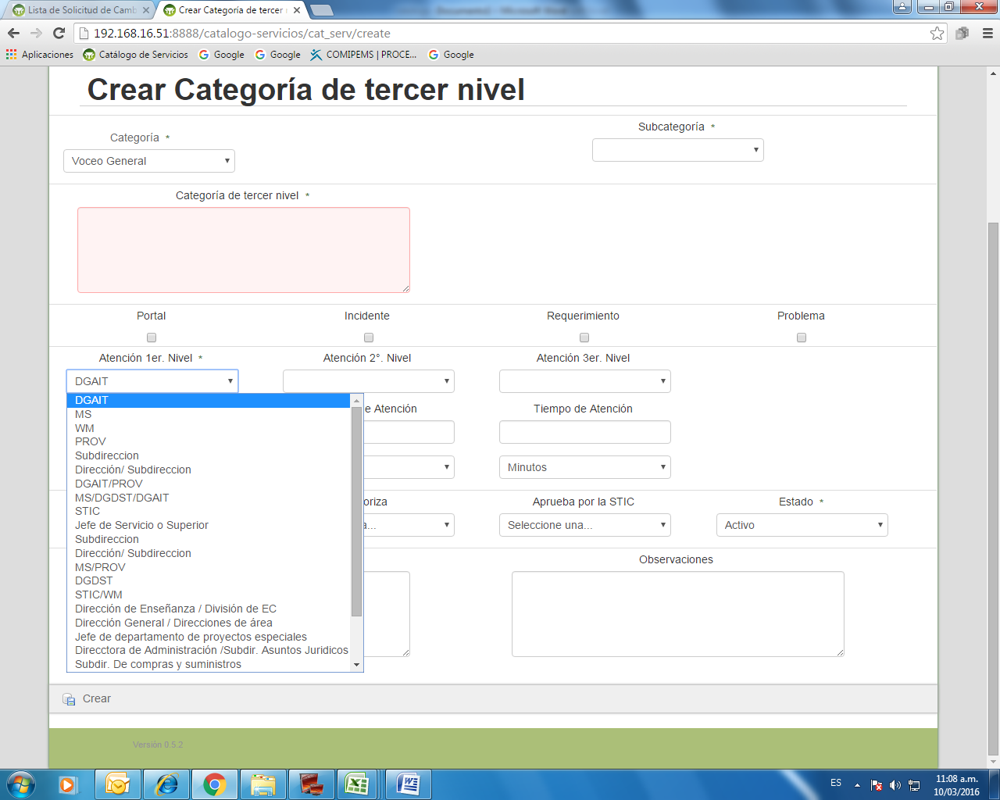 Lista de Solicitud de Camb
Crear Categoría de tercer n
192.168.16.51:8888/catalogo-servicios/cat_serv/create
Aplicaciones
Catálogo de Servicios
Google
Google
COMIPEMS | PROCE...
Google
Crear Categoría de tercer nivel
Categoría *
Subcategoría *
Voceo General
Categoría de tercer nivel *
Portal
Incidente
Requerimiento
Problema
Atención 1er. Nivel *
Atención 2°. Nivel
Atención 3er. Nivel
DGAIT
DGAIT
MS
WM
PROV
Subdireccion
Dirección/ Subdireccion
DGAIT/PROV
MS/DGDST/DGAIT
STIC
Jefe de Servicio o Superior
Subdireccion
Dirección/ Subdireccion
MS/PROV
DGDST
STIC/WM
Dirección de Enseñanza / División de EC
Dirección General / Direcciones de área
Jefe de departamento de proyectos especiales
Direcctora de Administración /Subdir. Asuntos Juridicos
Subdir. De compras y suministros
e Atención
Tiempo de Atención
Minutos
oriza
Aprueba por la STIC
Estado *
a...
Seleccione una...
Activo
Observaciones
Crear
Versión 0.5.2
ES
11:08 a.m.
10/03/2016